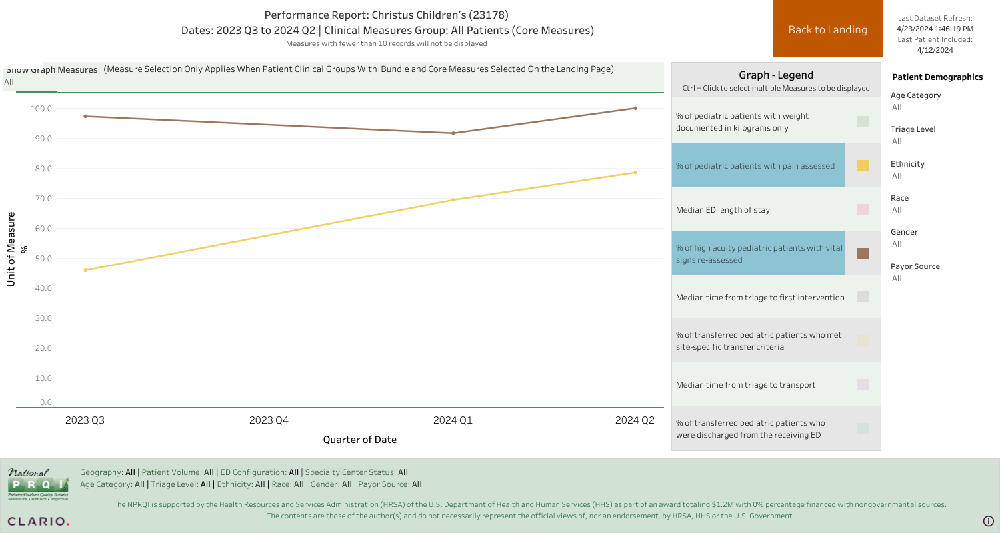 Performance Report: Christus Children's (23178)
Dates: 2023 Q3 to 2024 Q2 | Clinical Measures Group: All Patients (Core Measures)
Measures with fewer than 10 records will not be displayed
Back to Landing
Last Dataset Refresh:
4/23/2024 1:46:19 PM
Last Patient Included:
4/12/2024
Show Graph Measures (Measure Selection Only Applies When Patient Clinical Groups With Bundle and Core Measures Selected On the Landing Page)
All
100.0
90.0
80.0
70.0
60.0
50.0
40.0
30.0
20.0
10.0
0.0
Unit of Measure
%
2023 Q3
2023 Q4
2024 Q1
2024 Q2
Quarter of Date
Graph - Legend
Ctrl + Click to select multiple Measures to be displayed
% of pediatric patients with weight
documented in kilograms only
% of pediatric patients with pain assessed
Median ED length of stay
% of high acuity pediatric patients with vital
signs re-assessed
Median time from triage to first intervention
% of transferred pediatric patients who met
site-specific transfer criteria
Median time from triage to transport
% of transferred pediatric patients who
were discharged from the receiving ED
Patient Demographics
Age Category
All
Triage Level
All
Ethnicity
All
Race
All
Gender
All
Payor Source
All
National
PRQI
Pediatric Readiness Quality Initiative
Measure • Reflect • Improve
CLARIO.
Geography: All | Patient Volume: All | ED Configuration: All | Specialty Center Status: All
Age Category: All | Triage Level: All | Ethnicity: All | Race: All | Gender: All | Payor Source: All
The NPRQI is supported by the Health Resources and Services Administration (HRSA) of the U.S. Department of Health and Human Services (HHS) as part of an award totaling $1.2M with 0% percentage financed with nongovernmental sources.
The contents are those of the author(s) and do not necessarily represent the official views of, nor an endorsement, by HRSA, HHS or the U.S. Government.